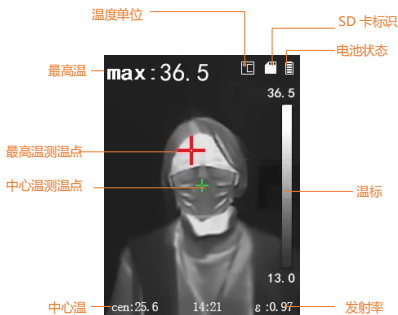 温度单位
SD 卡标识
电池状态
最高温
max:36.5
℃
36.5
最高温测温点
中心温测温点
温标
13.0
中心温
cen:25.6
14:21
ε:0.97
发射率